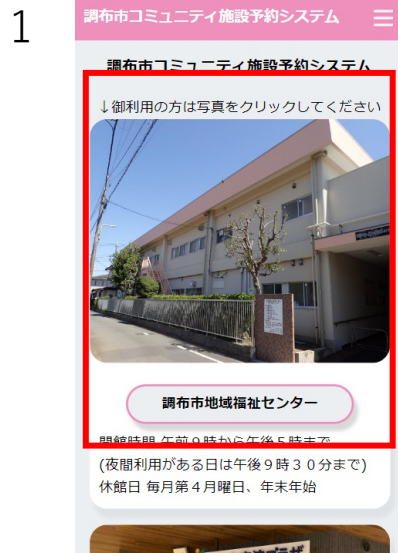 1
調布市コミュニティ施設予約システム
調布市コミュニティ施設予約システム
↓御利用の方は写真をクリックしてください
調布市地域福祉センター
開館時間 午前９時から午後５時まで
(夜間利用がある日は午後９時３０分まで)
休館日 毎月第４月曜日、年末年始